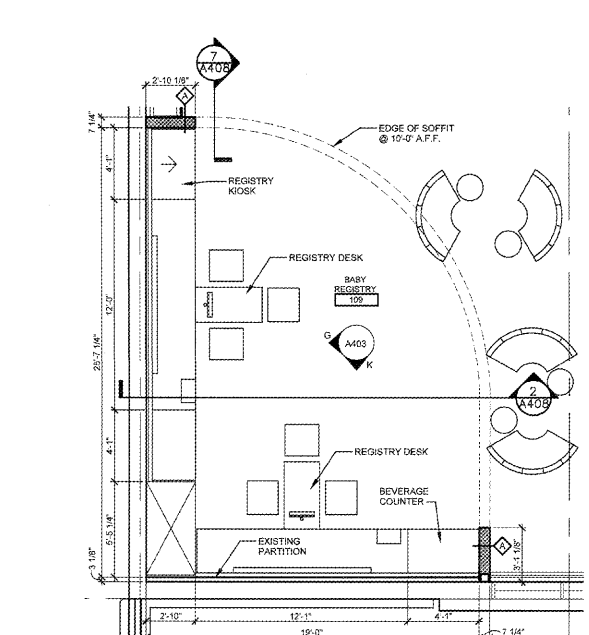 7
A408
2'-10 1/8"
A
7 1/4"
EDGE OF SOFFIT
@ 10'-0" A.F.F.
4'-1"
REGISTRY
KIOSK
REGISTRY DESK
BABY
REGISTRY
109
12'-0"
G
A403
K
25'-7 1/4"
2
A408
4'-1"
REGISTRY DESK
BEVERAGE
COUNTER
5'-5 1/4"
EXISTING
PARTITION
A
3'-1 1/8"
3 1/8"
2'-10"
12'-1"
4'-1"
19'-0"
7 1/4"